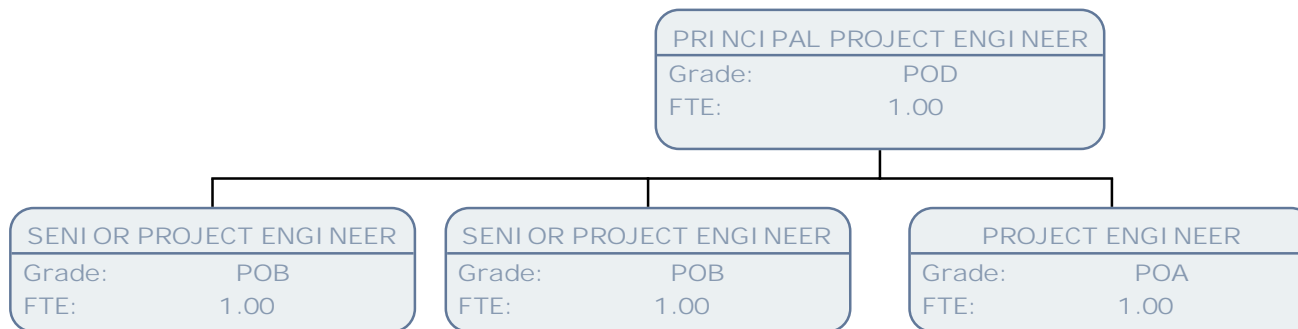 PRINCIPAL PROJECT ENGINEER
Grade: POD
FTE: 1.00
SENIOR PROJECT ENGINEER
Grade: POB
FTE: 1.00
SENIOR PROJECT ENGINEER
Grade: POB
FTE: 1.00
PROJECT ENGINEER
Grade: POA
FTE: 1.00